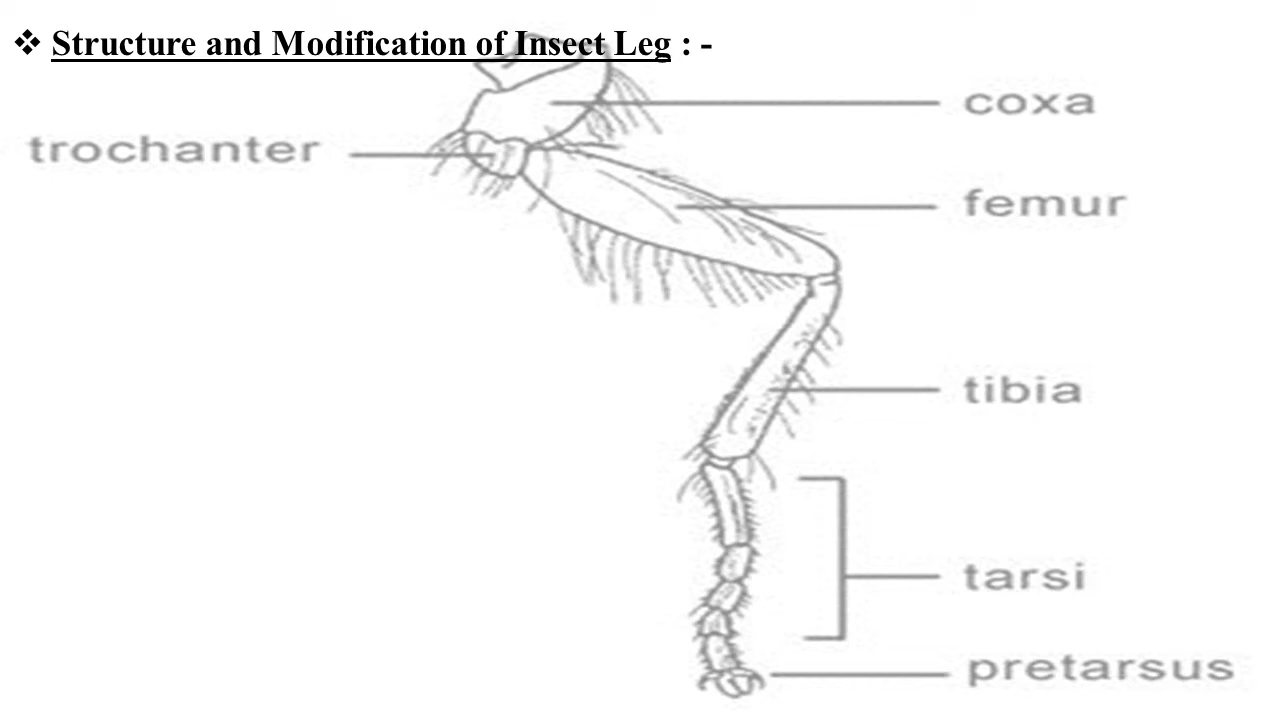 ❖ Structure and Modification of Insect Leg : -
coxa
trochanter
femur
tibia
tarsi
pretarsus